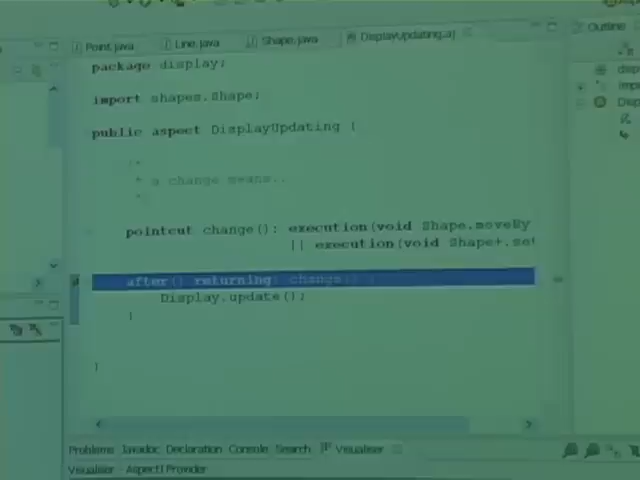 Point.java Line.java Shape.java DisplayUpdating.aj
Outline
package display;
import shapes.Shape;
public aspect DisplayUpdating {
/*
* a change means..
*/
pointcut change(): execution(void Shape.moveBy
|| execution(void Shape+.se
after() returning: change() {
Display.update();
}
}
Problems Javadoc Declaration Console Search Visualiser
Visualiser - AspectJ Provider